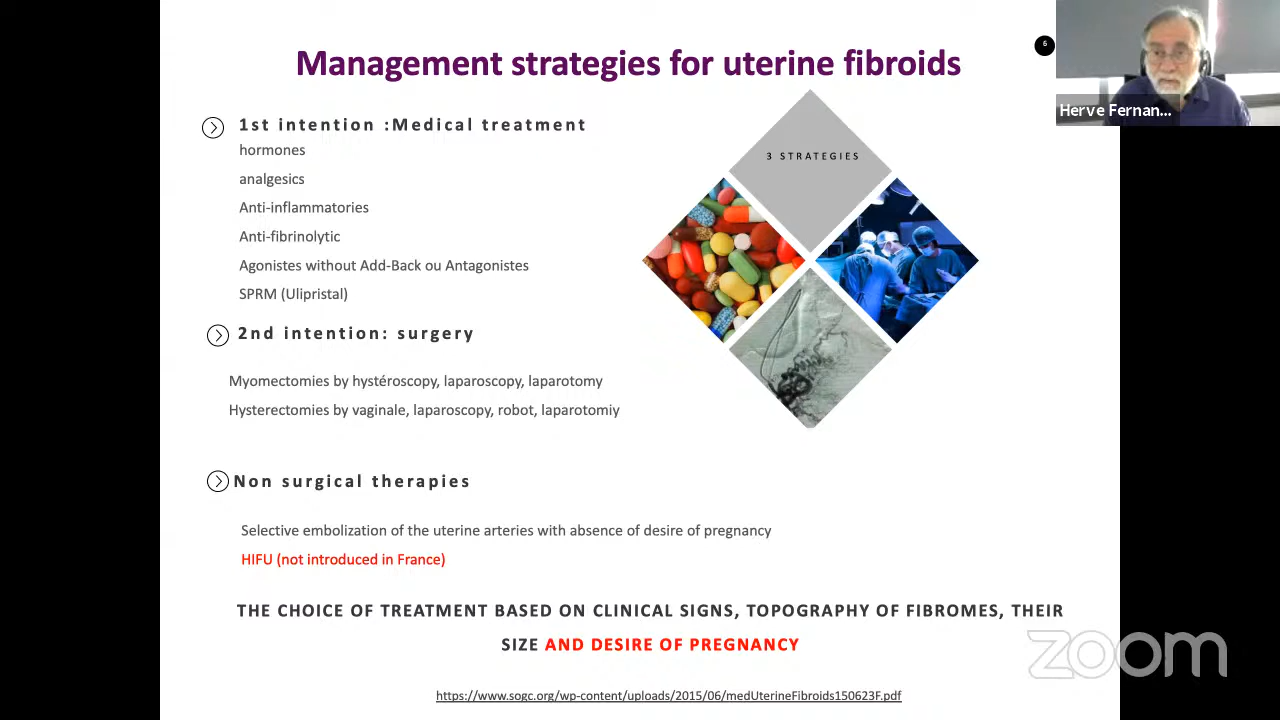 Management strategies for uterine fibroids
6
Herve Fernan...
1st intention :Medical treatment
hormones
analgesics
Anti-inflammatories
Anti-fibrinolytic
Agonistes without Add-Back ou Antagonistes
SPRM (Ulipristal)
3 STRATEGIES
2nd intention: surgery
Myomectomies by hystéroscopy, laparoscopy, laparotomy
Hysterectomies by vaginale, laparoscopy, robot, laparotomiy
Non surgical therapies
Selective embolization of the uterine arteries with absence of desire of pregnancy
HIFU (not introduced in France)
THE CHOICE OF TREATMENT BASED ON CLINICAL SIGNS, TOPOGRAPHY OF FIBROMES, THEIR
SIZE AND DESIRE OF PREGNANCY
zoom
https://www.sogc.org/wp-content/uploads/2015/06/medUterineFibroids150623F.pdf